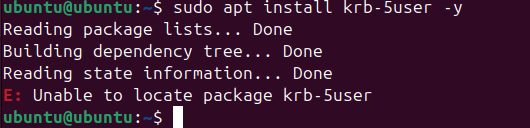 ubuntu@ubuntu:~$ sudo apt install krb-5user -y
Reading package lists... Done
Building dependency tree... Done
Reading state information... Done
E: Unable to locate package krb-5user
ubuntu@ubuntu:~$